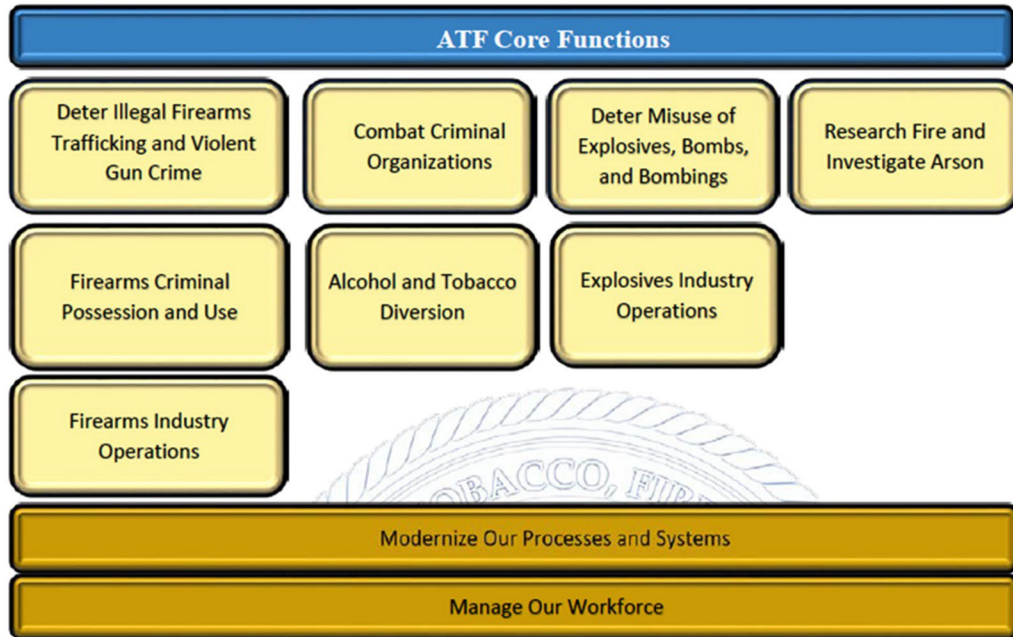 ATF Core Functions
Deter Illegal Firearms
Trafficking and Violent
Gun Crime
Combat Criminal
Organizations
Deter Misuse of
Explosives, Bombs,
and Bombings
Research Fire and
Investigate Arson
Firearms Criminal
Possession and Use
Alcohol and Tobacco
Diversion
Explosives Industry
Operations
Firearms Industry
Operations
OBACCO, FIR
Modernize Our Processes and Systems
Manage Our Workforce